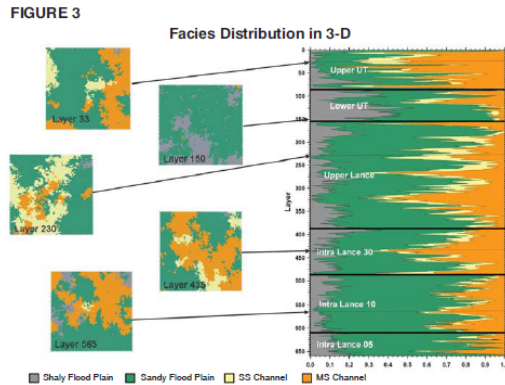 FIGURE 3
Facies Distribution in 3-D
Layer 33
Layer 150
Layer 230
Layer 435
Layer 565
Layer
0
50
100
150
200
250
300
350
400
450
500
550
600
650
Upper UT
Lower UT
Upper Lance
Intra Lance 30
Intra Lance 10
Intra Lance 05
0.0 0.1 0.2 0.3 0.4 0.5 0.6 0.7 0.8 0.9
Shaly Flood Plain Sandy Flood Plain SS Channel MS Channel